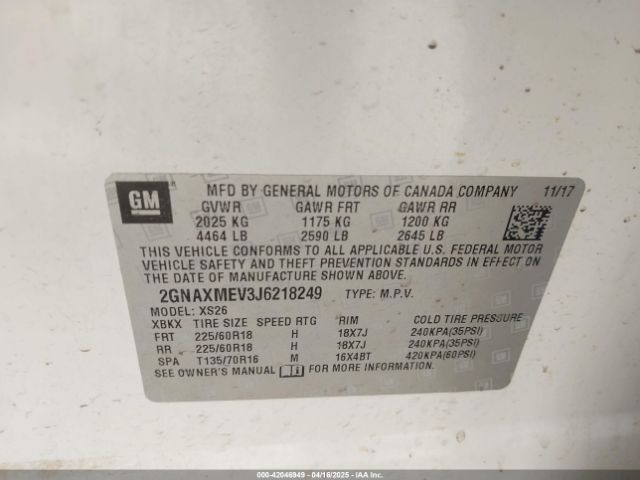 GM
MFD BY GENERAL MOTORS OF CANADA COMPANY 11/17
GVWR GAWR FRT GAWR RR
2025 KG 1175 KG 1200 KG
4464 LB 2590 LB 2645 LB
THIS VEHICLE CONFORMS TO ALL APPLICABLE U.S. FEDERAL MOTOR
VEHICLE SAFETY AND THEFT PREVENTION STANDARDS IN EFFECT ON
THE DATE OF MANUFACTURE SHOWN ABOVE.
2GNAXMEV3J6218249 TYPE: M.P.V.
MODEL: XS26
XBKX TIRE SIZE SPEED RTG RIM COLD TIRE PRESSURE
FRT 225/60R18 H 18X7J 240KPA(35PSI)
RR 225/60R18 H 18X7J 240KPA(35PSI)
SPA T135/70R16 M 16X4BT 420KPA(60PSI)
SEE OWNER'S MANUAL FOR MORE INFORMATION.
000-42046949 - 04/16/2025 - IAAI.CA